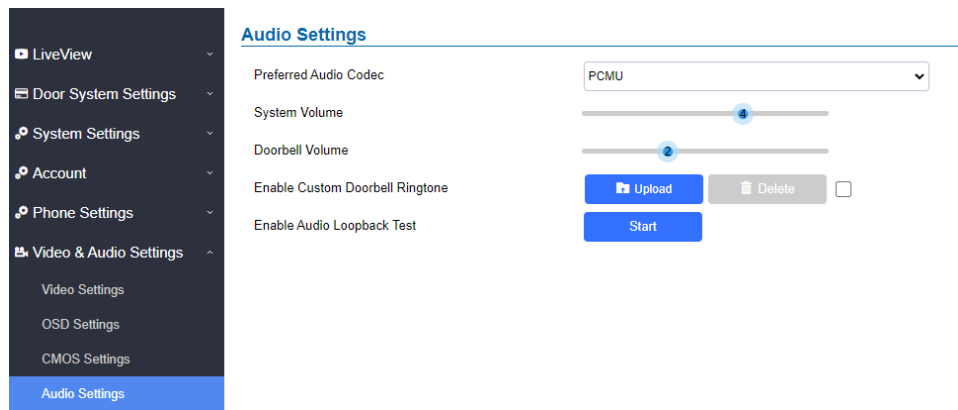 LiveView
Door System Settings
System Settings
Account
Phone Settings
Video & Audio Settings
Video Settings
OSD Settings
CMOS Settings
Audio Settings
Audio Settings
Preferred Audio Codec PCMU
System Volume 4
Doorbell Volume 2
Enable Custom Doorbell Ringtone Upload Delete
Enable Audio Loopback Test Start